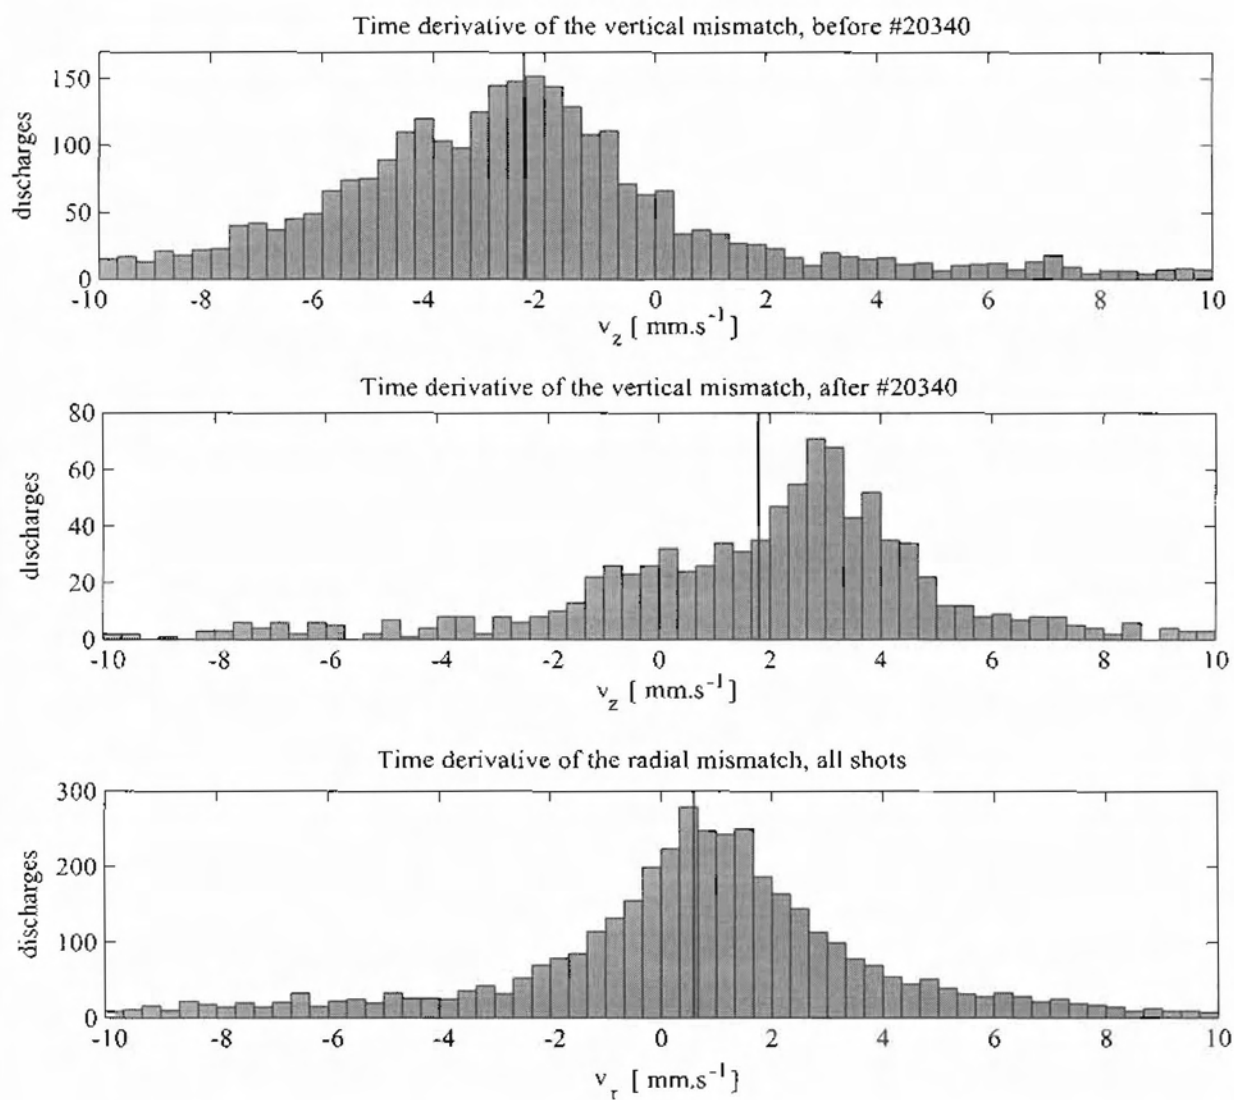 Time derivative of the vertical mismatch, before #20340
150
100
50
0
discharges
-10 -8 -6 -4 -2 0 2 4 6 8 10
v_z [ mm.s^-1]
Time derivative of the vertical mismatch, after #20340
80
60
40
20
0
discharges
-10 -8 -6 -4 -2 0 2 4 6 8 10
v_z [ mm.s^-1]
Time derivative of the radial mismatch, all shots
300
200
100
0
discharges
-10 -8 -6 -4 -2 0 2 4 6 8 10
v_r [ mm.s^-1]